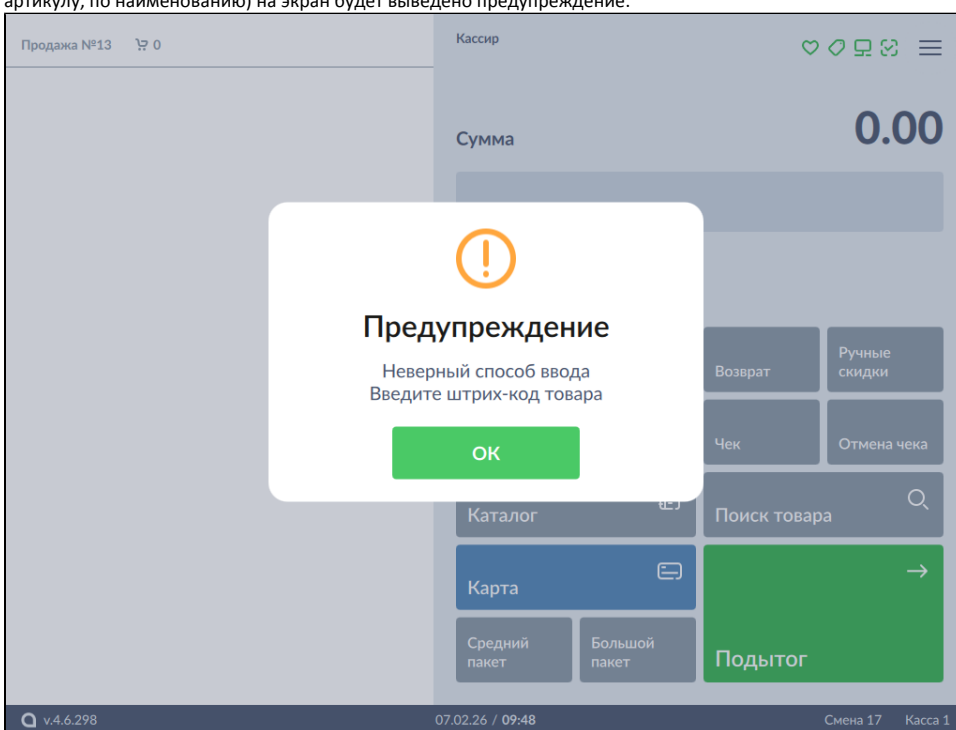 артикулу, по наименованию) на экран будет выведено предупреждение:
Продажа №13 0
Кассир
Сумма
0.00
Предупреждение
Неверный способ ввода
Введите штрих-код товара
ОК
Возврат
Ручные
скидки
Чек
Отмена чека
Каталог
Поиск товара
Карта
Средний
пакет
Большой
пакет
Подытог
v.4.6.298
07.02.26 / 09:48
Смена 17 Касса 1